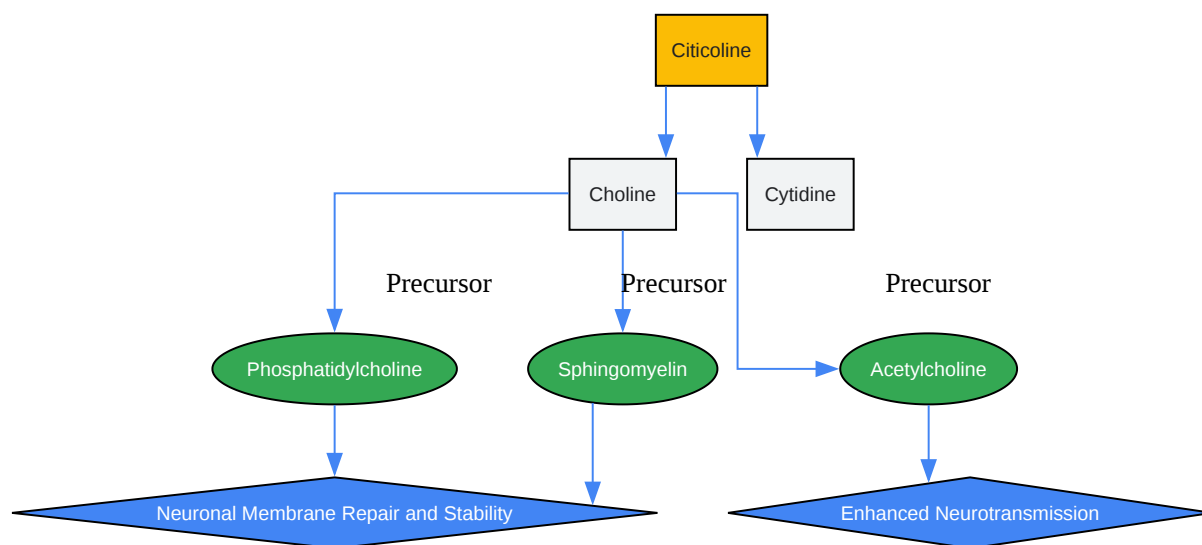 Citicoline
Choline
Cytidine
Precursor
Precursor
Precursor
Phosphatidylcholine
Sphingomyelin
Acetylcholine
Neuronal Membrane Repair and Stability
Enhanced Neurotransmission